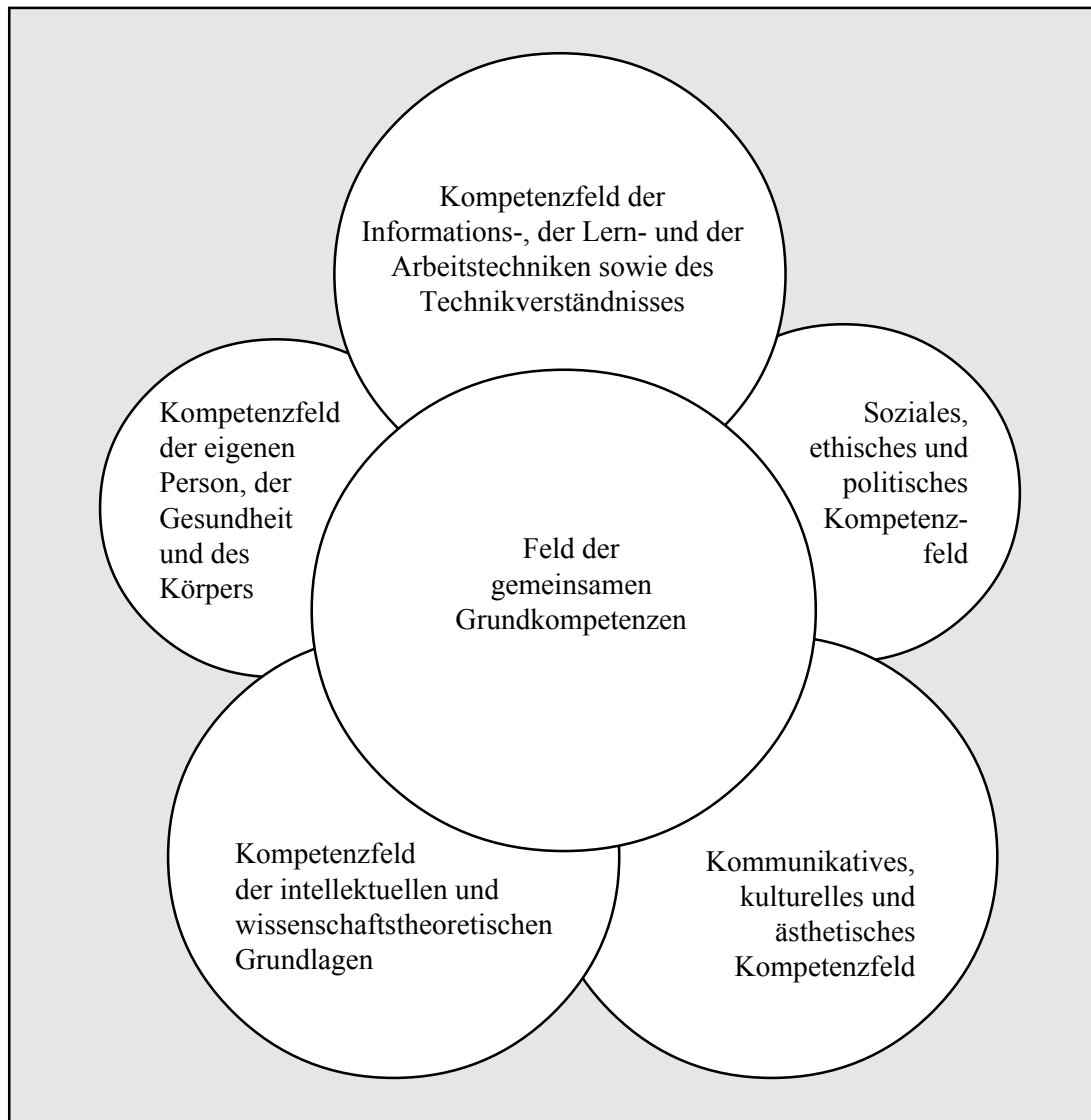 Kompetenzfeld der
Informations-, der Lern- und der
Arbeitstechniken sowie des
Technikverständnisses
Kompetenzfeld
der eigenen
Person, der
Gesundheit
und des
Körpers
Soziales,
ethisches und
politisches
Kompetenz-
feld
Feld der
gemeinsamen
Grundkompetenzen
Kompetenzfeld
der intellektuellen und
wissenschaftstheoretischen
Grundlagen
Kommunikatives,
kulturelles und
ästhetisches
Kompetenzfeld